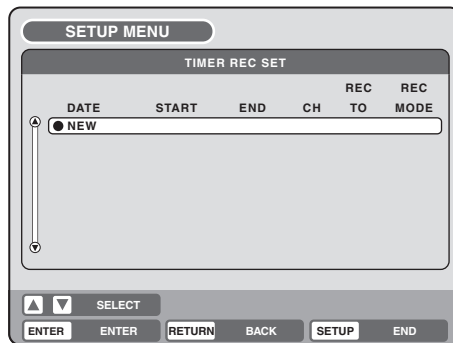 SETUP MENU
TIMER REC SET
REC REC
DATE START END CH TO MODE
NEW
SELECT
ENTER ENTER RETURN BACK SETUP END